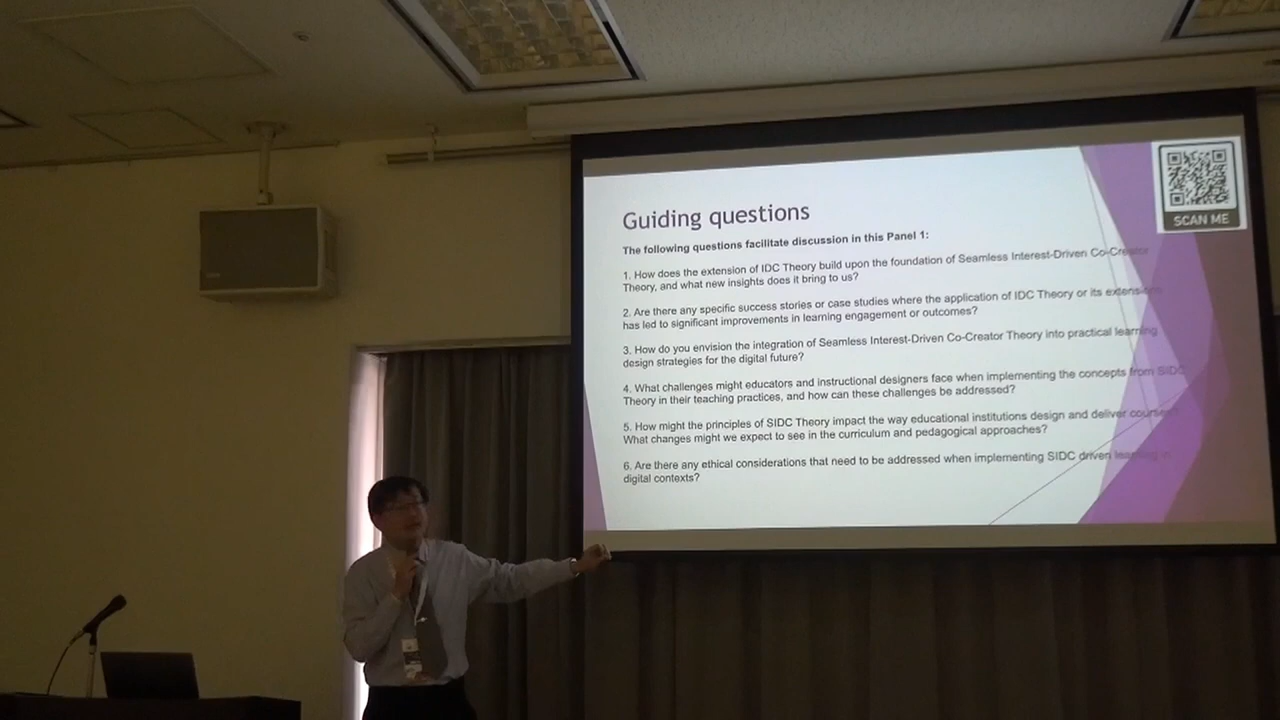 Guiding questions
The following questions facilitate discussion in this Panel 1:
1. How does the extension of IDC Theory build upon the foundation of Seamless Interest-Driven Co-Creator
Theory, and what new insights does it bring to us?
2. Are there any specific success stories or case studies where the application of IDC Theory or its extension
has led to significant improvements in learning engagement or outcomes?
3. How do you envision the integration of Seamless Interest-Driven Co-Creator Theory into practical learning
design strategies for the digital future?
4. What challenges might educators and instructional designers face when implementing the concepts from SIDC
Theory in their teaching practices, and how can these challenges be addressed?
5. How might the principles of SIDC Theory impact the way educational institutions design and deliver
What changes might we expect to see in the curriculum and pedagogical approaches?
6. Are there any ethical considerations that need to be addressed when implementing SIDC driven learning in
digital contexts?
SCAN ME